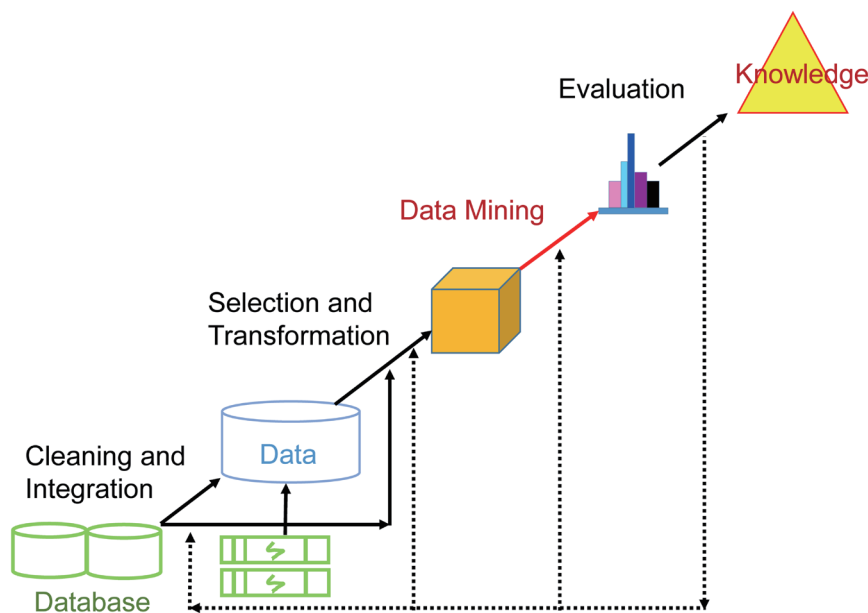 Knowledge
Evaluation
Data Mining
Selection and
Transformation
Cleaning and
Integration
Data
Database